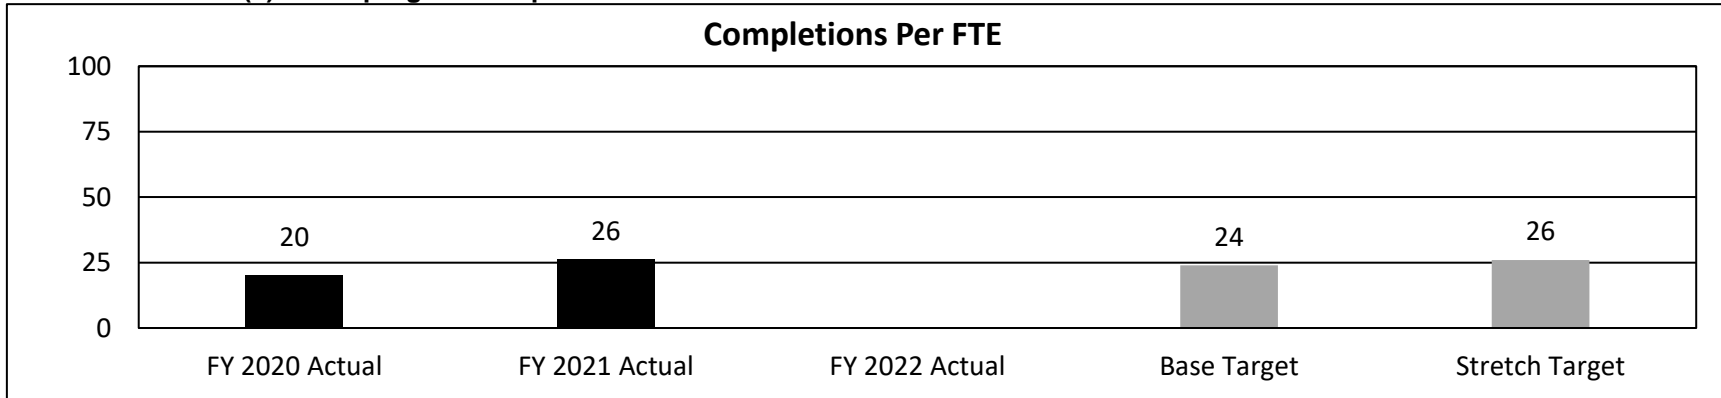 Completions Per FTE
100
75
50
25
0
20
26
24
26
FY 2020 Actual
FY 2021 Actual
FY 2022 Actual
Base Target
Stretch Target